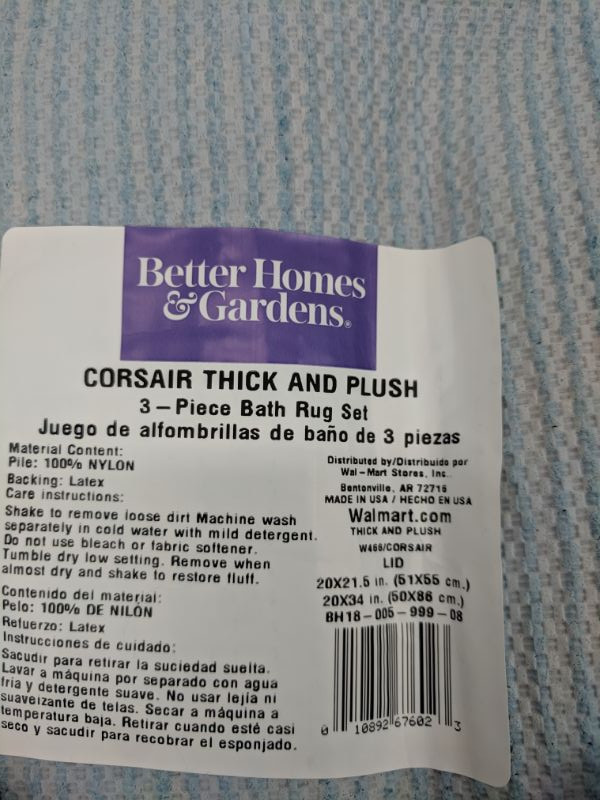 Better Homes
& Gardens®
CORSAIR THICK AND PLUSH
3-Piece Bath Rug Set
Juego de alfombrillas de baño de 3 piezas
Material Content:
Pile: 100% NYLON
Backing: Latex
Care instructions:
Shake to remove loose dirt Machine wash
separately in cold water with mild detergent.
Do not use bleach or fabric softener.
Tumble dry low setting. Remove when
almost dry and shake to restore fluff.
Contenido del material:
Pelo: 100% DE NILÓN
Refuerzo: Latex
Instrucciones de cuidado:
Sacudir para retirar la suciedad suelta.
Lavar a máquina por separado con agua
fría y detergente suave. No usar lejía ni
suaveizante de telas. Secar a máquina a
temperatura baja. Retirar cuando esté casi
seco y sacudir para recobrar el esponjado.
Distributed by/Distribuido por
Wal-Mart Stores, Inc.
Bentonville, AR 72716
MADE IN USA / HECHO EN USA
Walmart.com
THICK AND PLUSH
W466/CORSAIR
LID
20X21.5 in. (51X55 cm.)
20X34 in. (50X86 cm.)
BH18-005-999-08
0 10892 67602 3